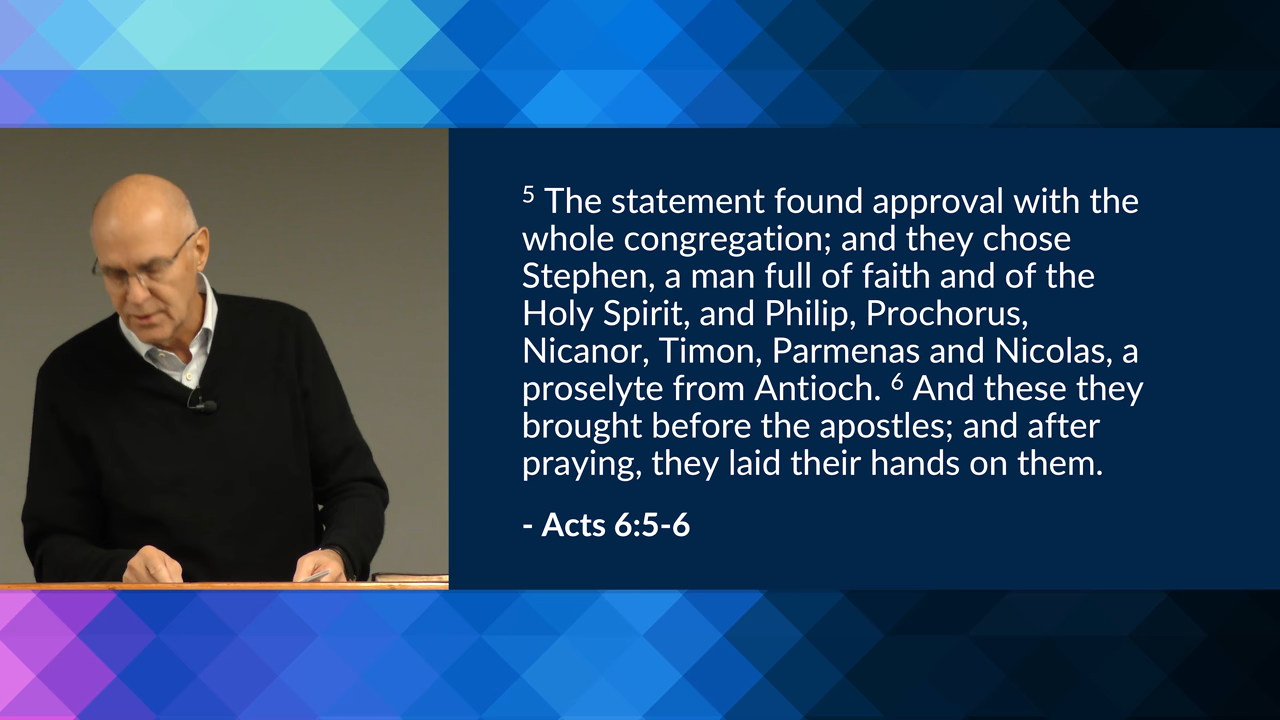 5 The statement found approval with the
whole congregation; and they chose
Stephen, a man full of faith and of the
Holy Spirit, and Philip, Prochorus,
Nicanor, Timon, Parmenas and Nicolas, a
proselyte from Antioch. 6 And these they
brought before the apostles; and after
praying, they laid their hands on them.
- Acts 6:5-6